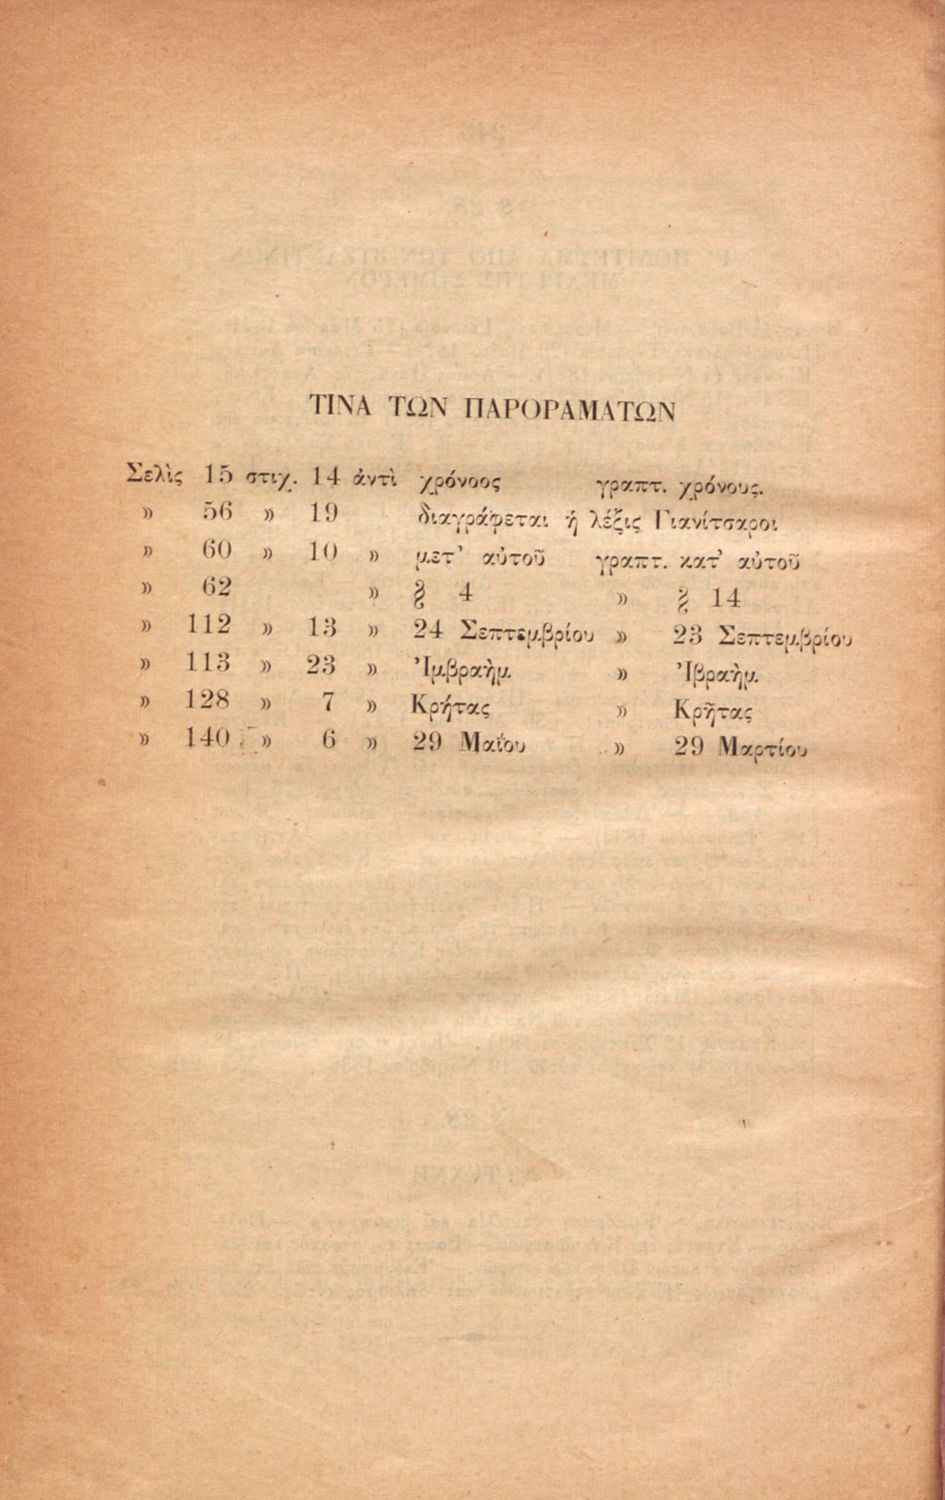 ΤΙΝΑ ΤΩΝ ΠΑΡΟΡΑΜΑΤΩΝ
Σελὶς 15 στιχ. 14 ἀντὶ χρόνοος γραπτ. χρόνους.
» 56 » 19 διαγράφεται ἡ λέξις Γιανίτσαροι
» 60 » 10 » μετ' αὐτοῦ γραπτ. κατ' αὐτοῦ
» 62 » § 4 » § 14
» 112 » 13 » 24 Σεπτεμβρίου » 23 Σεπτεμβρίου
» 113 » 23 » Ἰμβραὴμ » Ἰβραὴμ
» 128 » 7 » Κρήτας » Κρῆτας
» 140 » 6 » 29 Μαΐου » 29 Μαρτίου